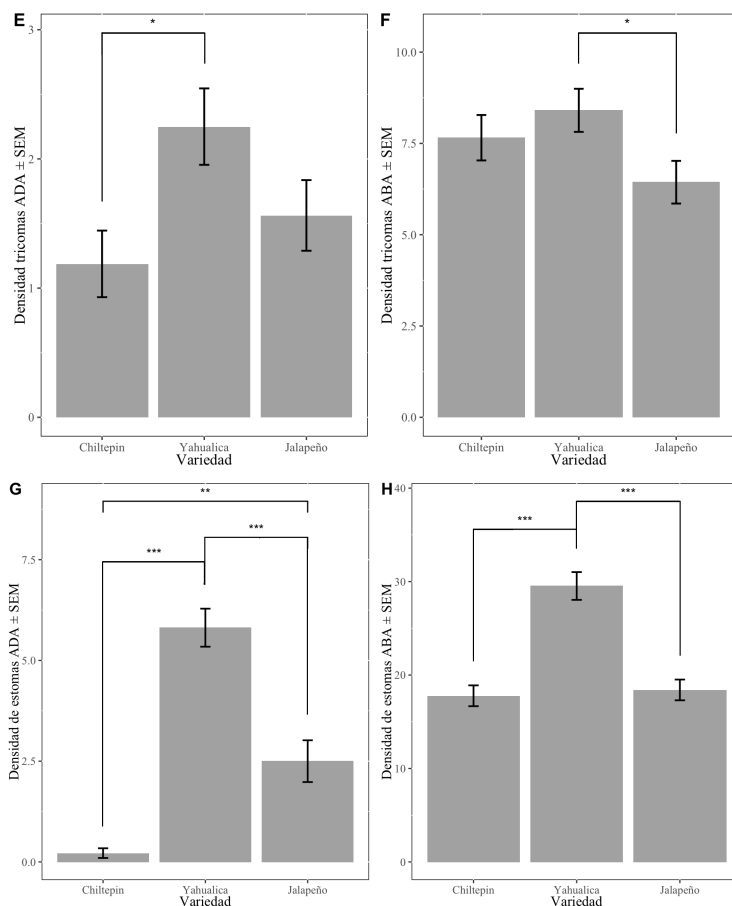 E
*
Densidad tricomas ADA ± SEM
3
2
1
0
Chiltepin Yahualica Jalapeño
Variedad
F
*
Densidad tricomas ABA ± SEM
10.0
7.5
5.0
2.5
0.0
Chiltepin Yahualica Jalapeño
Variedad
G
**
***
***
Densidad de estomas ADA ± SEM
7.5
5.0
2.5
0.0
Chiltepin Yahualica Jalapeño
Variedad
H
***
***
Densidad de estomas ABA ± SEM
40
30
20
10
0
Chiltepin Yahualica Jalapeño
Variedad